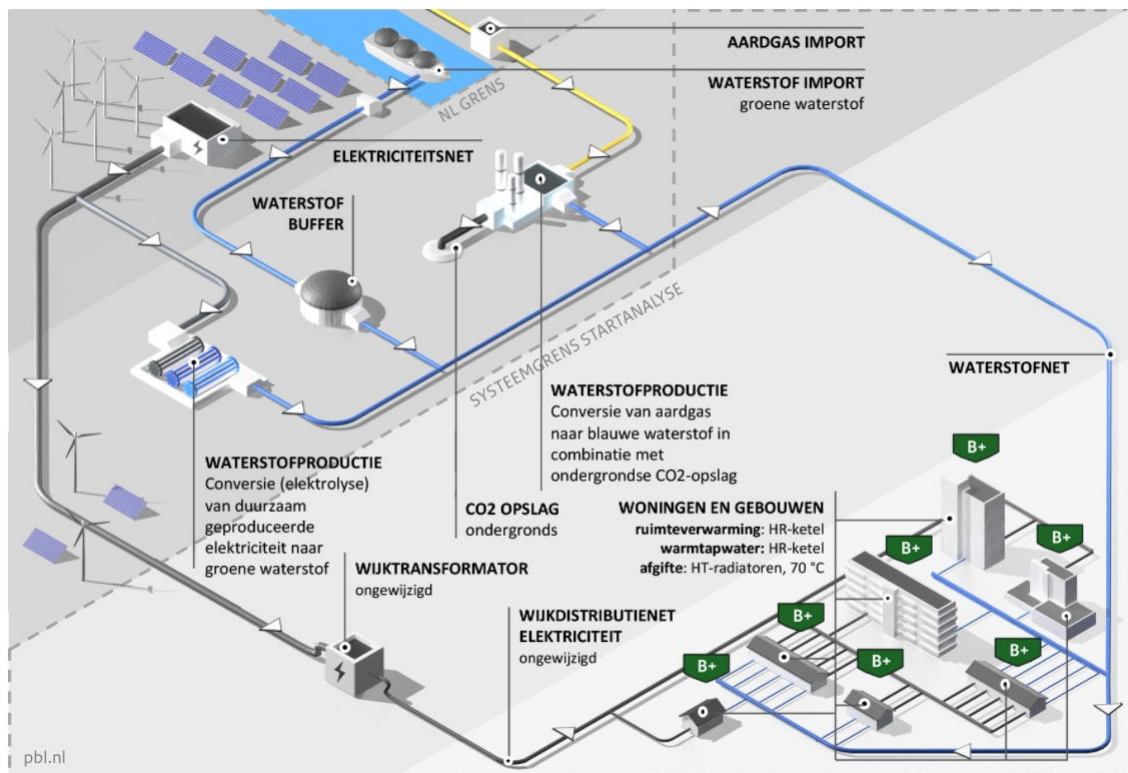 AARDGAS IMPORT
WATERSTOF IMPORT
groene waterstof
NL GRENS
ELEKTRICITEITSNET
WATERSTOF
BUFFER
SYSTEEMGRENS STARTANALYSE
WATERSTOFNET
WATERSTOFPRODUCTIE
Conversie van aardgas
naar blauwe waterstof in
combinatie met
ondergrondse CO2-opslag
WATERSTOFPRODUCTIE
Conversie (elektrolyse)
van duurzaam
geproduceerde
elektriciteit naar
groene waterstof
CO2 OPSLAG
ondergronds
WONINGEN EN GEBOUWEN
ruimteverwarming: HR-ketel
warmtapwater: HR-ketel
afgifte: HT-radiatoren, 70 °C
B+
B+
B+
B+
B+
B+
B+
WIJKTRANSFORMATOR
ongewijzigd
WIJKDISTRIBUTIENET
ELEKTRICITEIT
ongewijzigd
pbl.nl